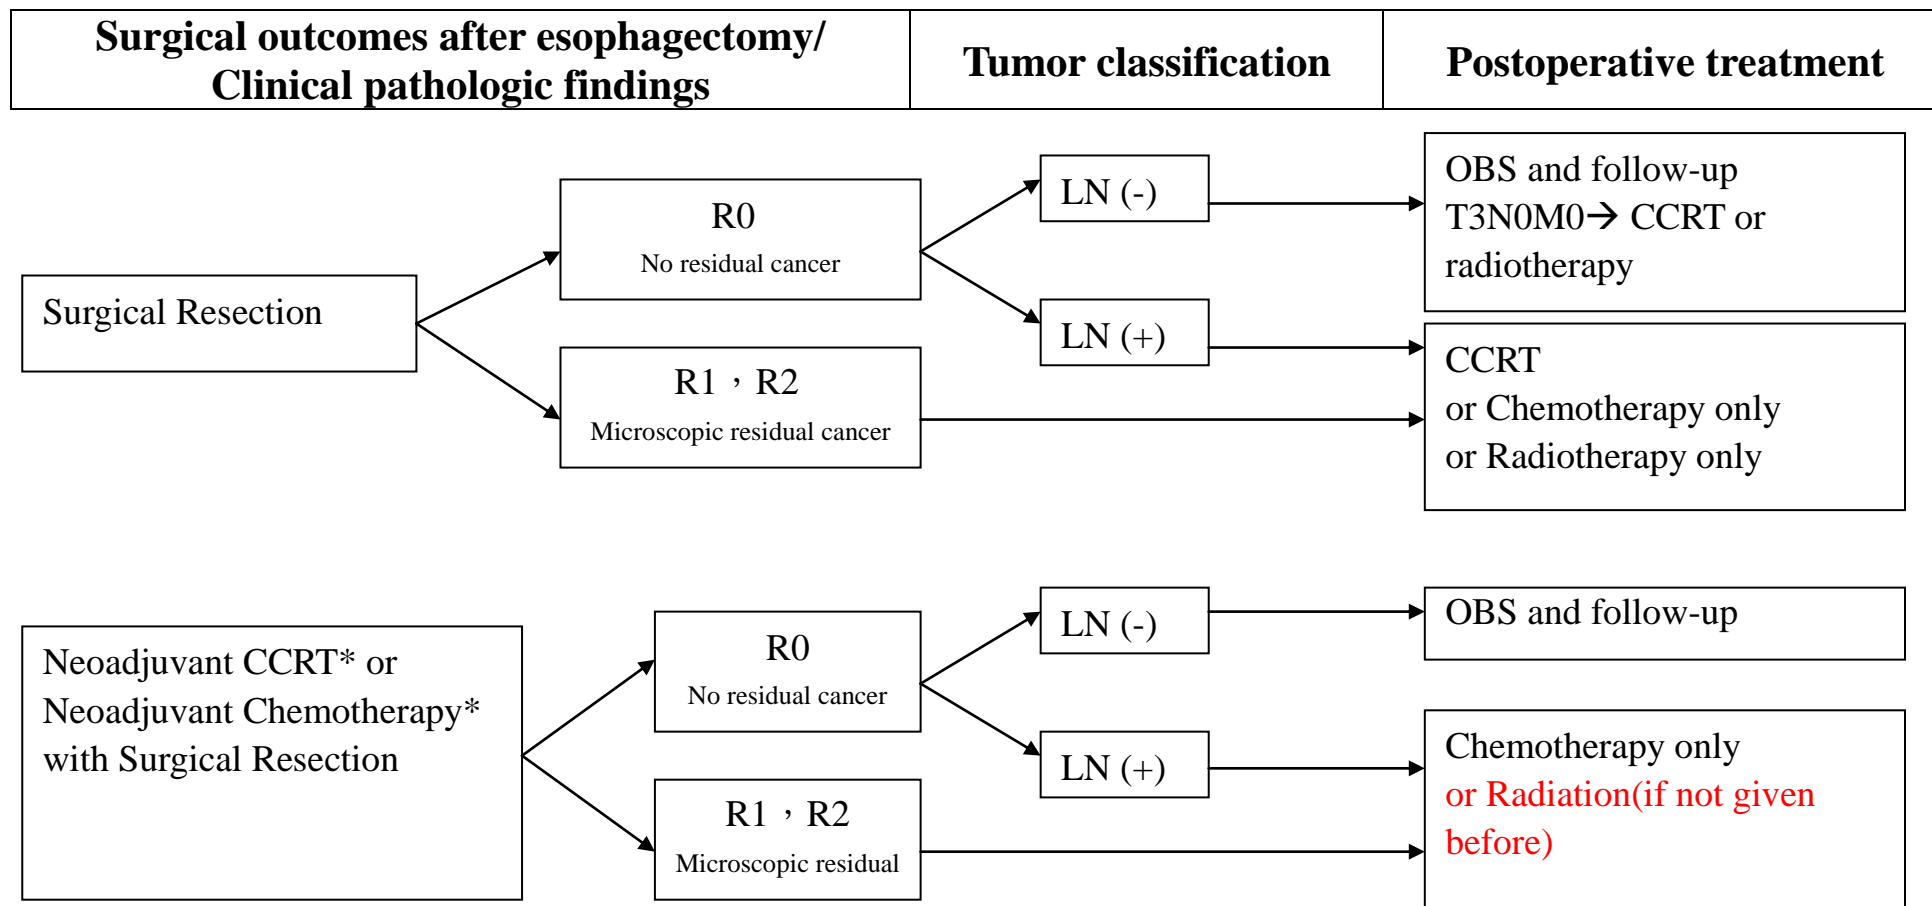 Surgical outcomes after esophagectomy/
Clinical pathologic findings
Tumor classification
Postoperative treatment
Surgical Resection
R0
No residual cancer
R1，R2
Microscopic residual cancer
LN (-)
LN (+)
OBS and follow-up
T3N0M0→ CCRT or
radiotherapy
CCRT
or Chemotherapy only
or Radiotherapy only
Neoadjuvant CCRT* or
Neoadjuvant Chemotherapy*
with Surgical Resection
R0
No residual cancer
R1，R2
Microscopic residual
LN (-)
LN (+)
OBS and follow-up
Chemotherapy only
or Radiation(if not given
before)